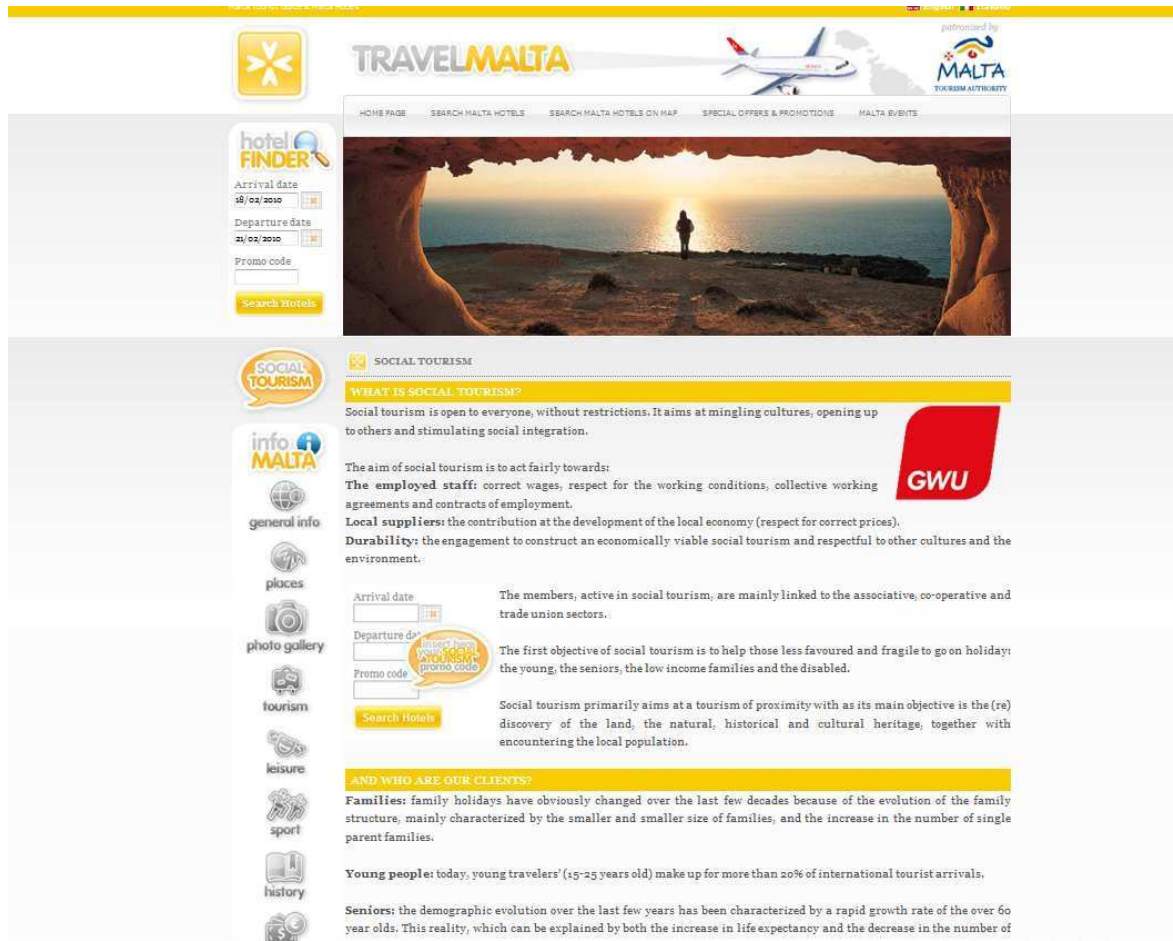 English
Italiano
TRAVELMALTA
patronized by
MALTA
TOURISM AUTHORITY
HOME PAGE SEARCH MALTA HOTELS SEARCH MALTA HOTELS ON MAP SPECIAL OFFERS & PROMOTIONS MALTA EVENTS
hotel
FINDER
Arrival date
18/02/2010
Departure date
21/02/2010
Promo code
Search Hotels
SOCIAL
TOURISM
info
MALTA
general info
places
photo gallery
tourism
leisure
sport
history
SOCIAL TOURISM
WHAT IS SOCIAL TOURISM?
Social tourism is open to everyone, without restrictions. It aims at mingling cultures, opening up
to others and stimulating social integration.
GWU
The aim of social tourism is to act fairly towards:
The employed staff: correct wages, respect for the working conditions, collective working
agreements and contracts of employment.
Local suppliers: the contribution at the development of the local economy (respect for correct prices).
Durability: the engagement to construct an economically viable social tourism and respectful to other cultures and the
environment.
Arrival date
Departure dat
Promo code
insert here
your SOCIAL
TOURISM
promo code
Search Hotels
The members, active in social tourism, are mainly linked to the associative, co-operative and
trade union sectors.
The first objective of social tourism is to help those less favoured and fragile to go on holiday:
the young, the seniors, the low income families and the disabled.
Social tourism primarily aims at a tourism of proximity with as its main objective is the (re)
discovery of the land, the natural, historical and cultural heritage, together with
encountering the local population.
AND WHO ARE OUR CLIENTS?
Families: family holidays have obviously changed over the last few decades because of the evolution of the family
structure, mainly characterized by the smaller and smaller size of families, and the increase in the number of single
parent families.
Young people: today, young travelers' (15-25 years old) make up for more than 20% of international tourist arrivals.
Seniors: the demographic evolution over the last few years has been characterized by a rapid growth rate of the over 60
year olds. This reality, which can be explained by both the increase in life expectancy and the decrease in the number of